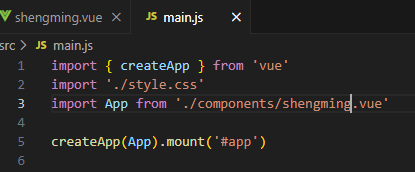 shengming.vue JS main.js
src > JS main.js
1 import { createApp } from 'vue'
2 import './style.css'
3 import App from './components/shengming.vue'
4
5 createApp(App).mount('#app')
6